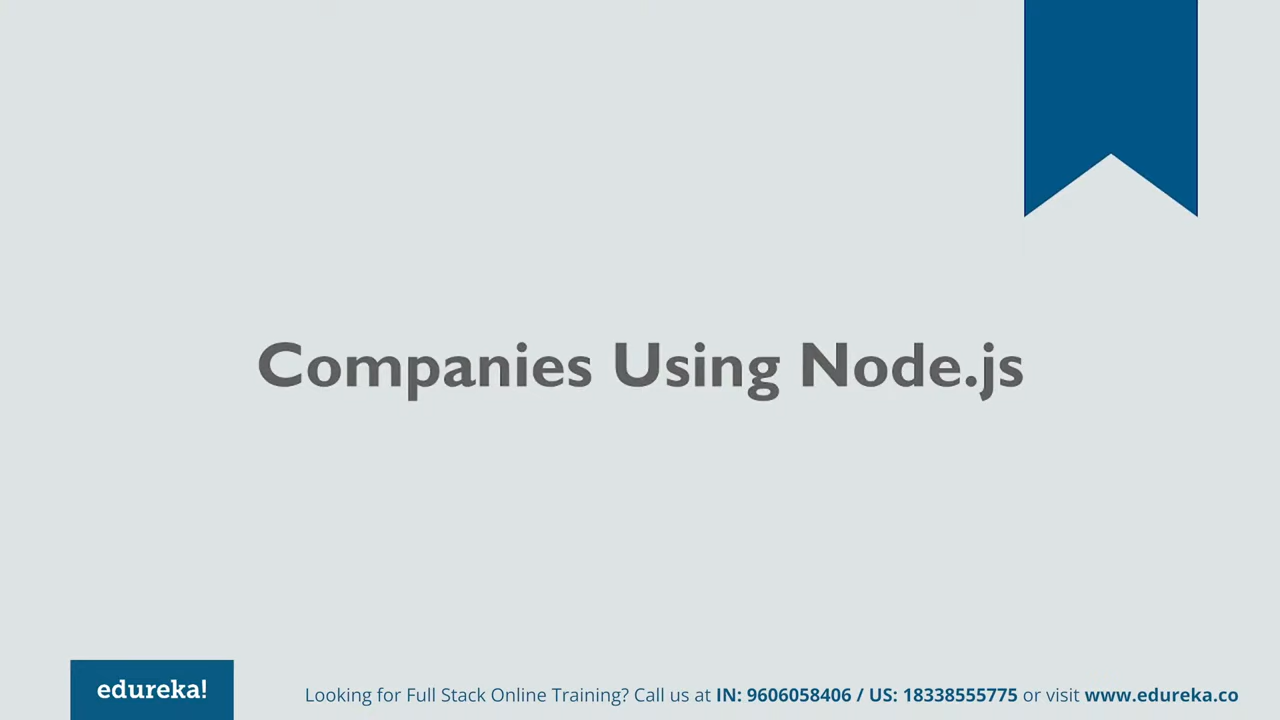 Companies Using Node.js
edureka!
Looking for Full Stack Online Training? Call us at IN: 9606058406 / US: 18338555775 or visit www.edureka.co